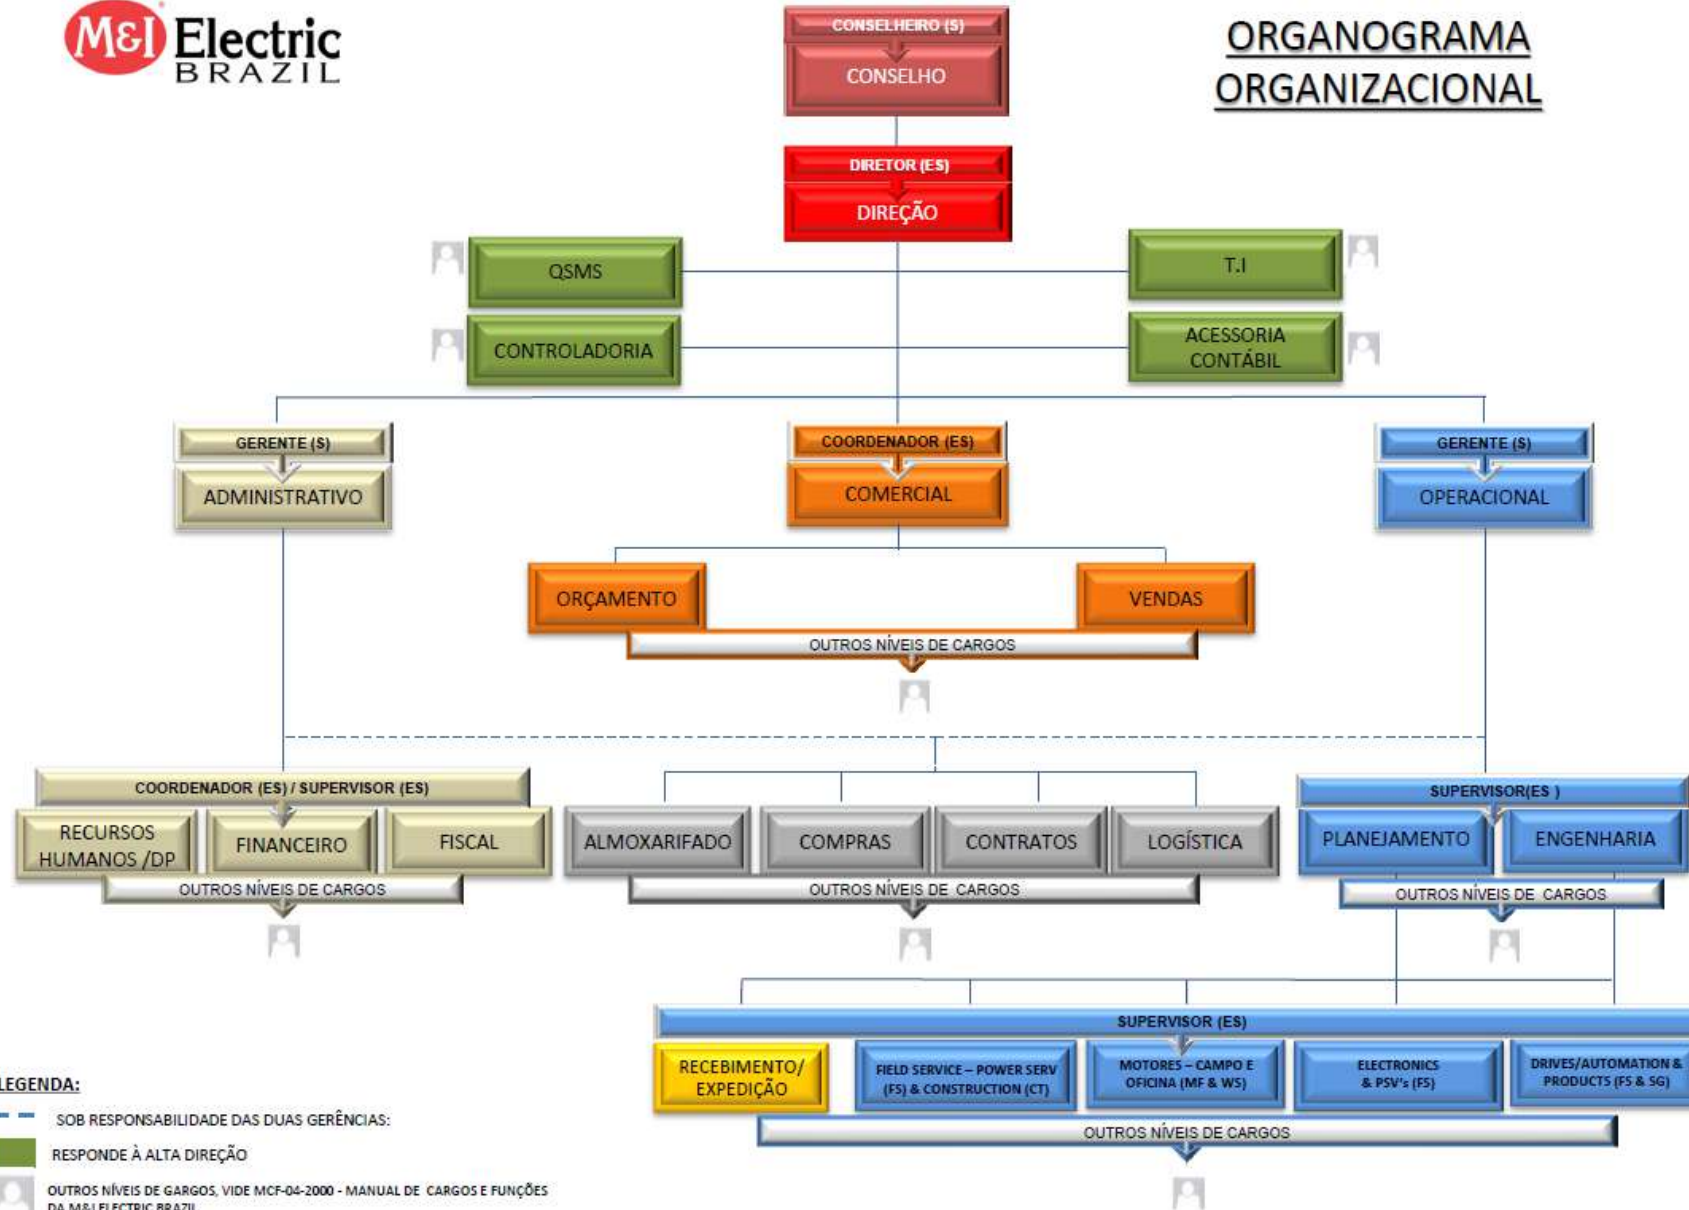 M&I Electric
BRAZIL
ORGANOGRAMA
ORGANIZACIONAL
CONSELHEIRO (S)
CONSELHO
DIRETOR (ES)
DIREÇÃO
QSMS
T.I
CONTROLADORIA
ACESSORIA
CONTÁBIL
GERENTE (S)
ADMINISTRATIVO
COORDENADOR (ES)
COMERCIAL
GERENTE (S)
OPERACIONAL
ORÇAMENTO
VENDAS
OUTROS NÍVEIS DE CARGOS
COORDENADOR (ES) / SUPERVISOR (ES)
RECURSOS
HUMANOS /DP
FINANCEIRO
FISCAL
OUTROS NÍVEIS DE CARGOS
ALMOXARIFADO
COMPRAS
CONTRATOS
LOGÍSTICA
OUTROS NÍVEIS DE CARGOS
SUPERVISOR(ES )
PLANEJAMENTO
ENGENHARIA
OUTROS NÍVEIS DE CARGOS
SUPERVISOR (ES)
RECEBIMENTO/
EXPEDIÇÃO
FIELD SERVICE – POWER SERV
(FS) & CONSTRUCTION (CT)
MOTORES – CAMPO E
OFICINA (MF & WS)
ELECTRONICS
& PSV's (FS)
DRIVES/AUTOMATION &
PRODUCTS (FS & SG)
OUTROS NÍVEIS DE CARGOS
LEGENDA:
SOB RESPONSABILIDADE DAS DUAS GERÊNCIAS:
RESPONDE À ALTA DIREÇÃO
OUTROS NÍVEIS DE GARGOS, VIDE MCF-04-2000 - MANUAL DE CARGOS E FUNÇÕES
DA M&I ELECTRIC BRAZIL